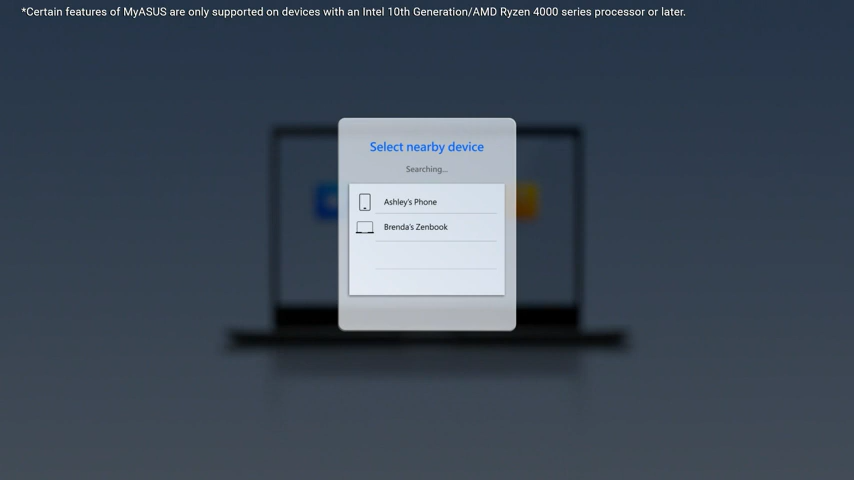 *Certain features of MyASUS are only supported on devices with an Intel 10th Generation/AMD Ryzen 4000 series processor or later.
Select nearby device
Searching...
Ashley's Phone
Brenda's Zenbook